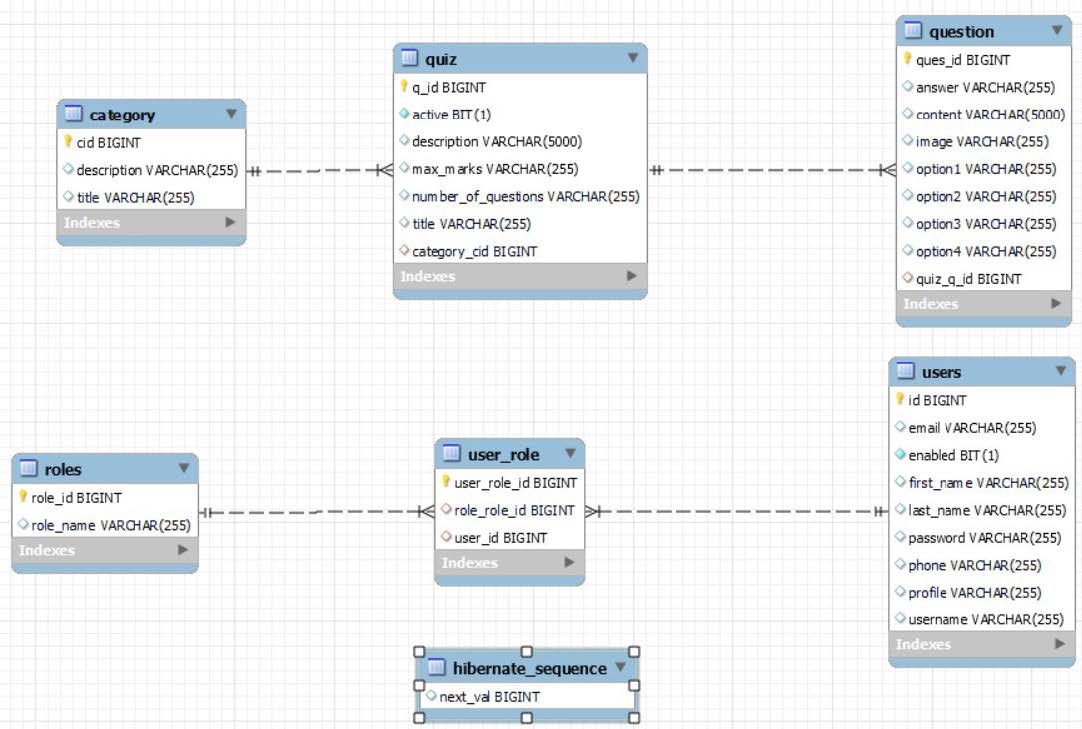 category
cid BIGINT
description VARCHAR(255)
title VARCHAR(255)
Indexes
quiz
q_id BIGINT
active BIT(1)
description VARCHAR(5000)
max_marks VARCHAR(255)
number_of_questions VARCHAR(255)
title VARCHAR(255)
category_cid BIGINT
Indexes
question
ques_id BIGINT
answer VARCHAR(255)
content VARCHAR(5000)
image VARCHAR(255)
option1 VARCHAR(255)
option2 VARCHAR(255)
option3 VARCHAR(255)
option4 VARCHAR(255)
quiz_q_id BIGINT
Indexes
roles
role_id BIGINT
role_name VARCHAR(255)
Indexes
user_role
user_role_id BIGINT
role_role_id BIGINT
user_id BIGINT
Indexes
users
id BIGINT
email VARCHAR(255)
enabled BIT(1)
first_name VARCHAR(255)
last_name VARCHAR(255)
password VARCHAR(255)
phone VARCHAR(255)
profile VARCHAR(255)
username VARCHAR(255)
Indexes
hibernate_sequence
next_val BIGINT